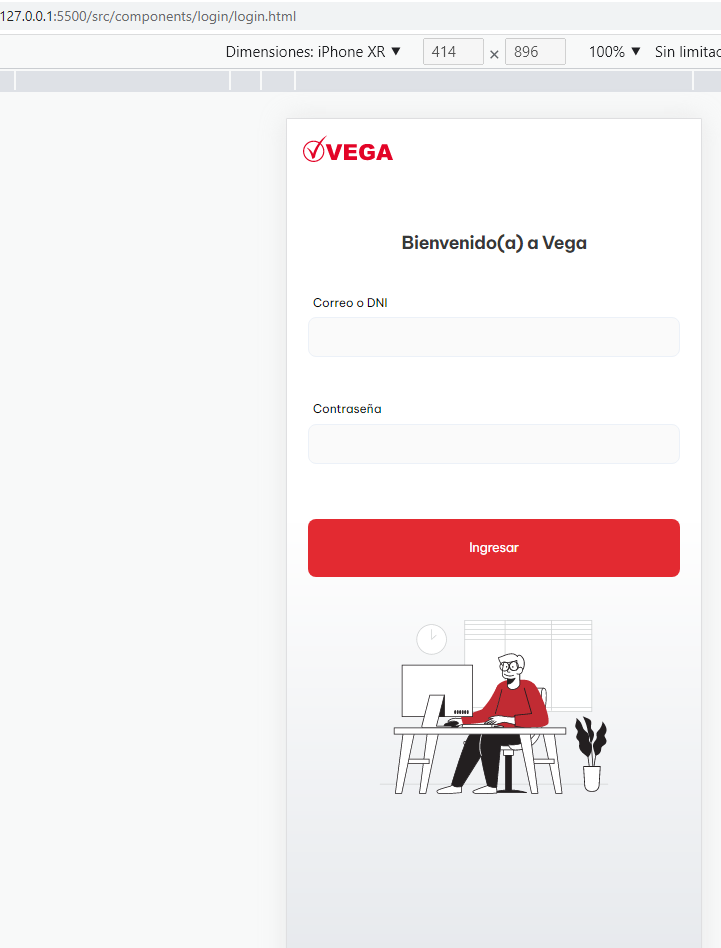 127.0.0.1:5500/src/components/login/login.html
Dimensiones: iPhone XR ▼ 414 × 896 100% ▼ Sin limitac
VEGA
Bienvenido(a) a Vega
Correo o DNI
Contraseña
Ingresar